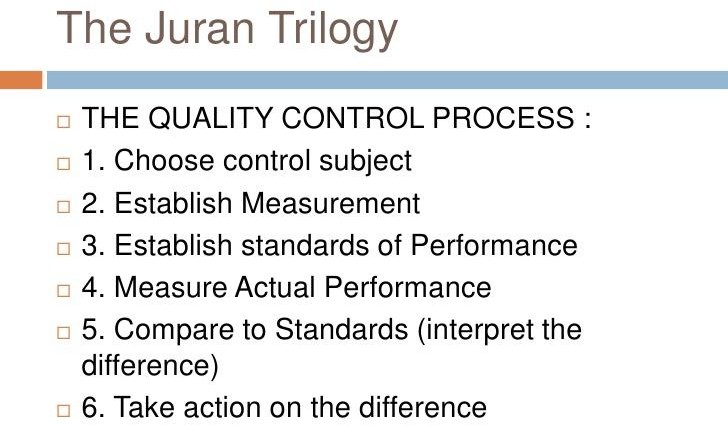 The Juran Trilogy
THE QUALITY CONTROL PROCESS :
1. Choose control subject
2. Establish Measurement
3. Establish standards of Performance
4. Measure Actual Performance
5. Compare to Standards (interpret the
difference)
6. Take action on the difference